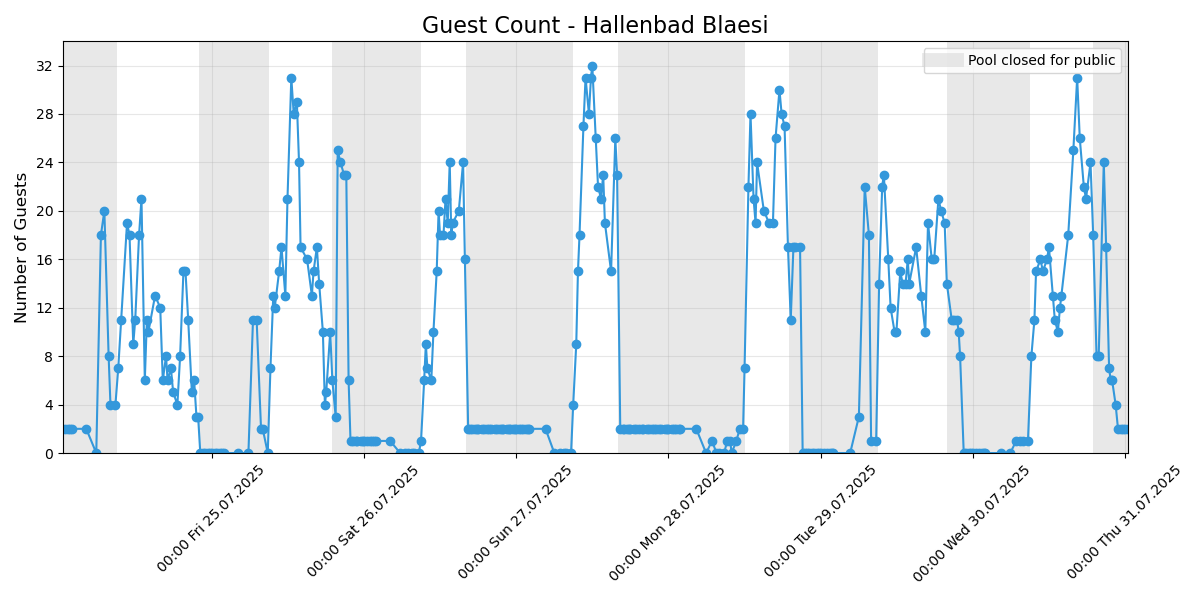 Guest Count - Hallenbad Blaesi
Pool closed for public
Number of Guests
32
28
24
20
16
12
8
4
0
00:00 Fri 25.07.2025
00:00 Sat 26.07.2025
00:00 Sun 27.07.2025
00:00 Mon 28.07.2025
00:00 Tue 29.07.2025
00:00 Wed 30.07.2025
00:00 Thu 31.07.2025